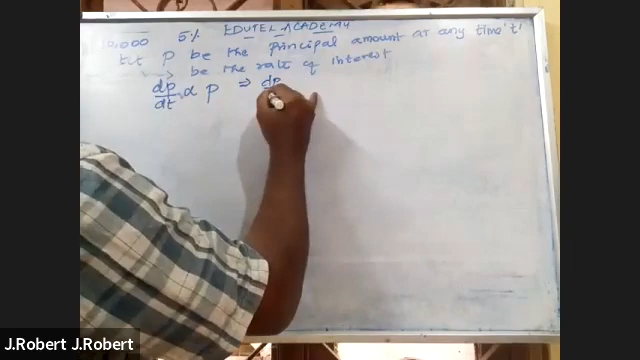 10,000 5% EDUTEL ACADEMY
Let P be the principal amount at any time 't'
be the rate of interest
dp/dt ∝ p ⇒ dp
J.Robert J.Robert